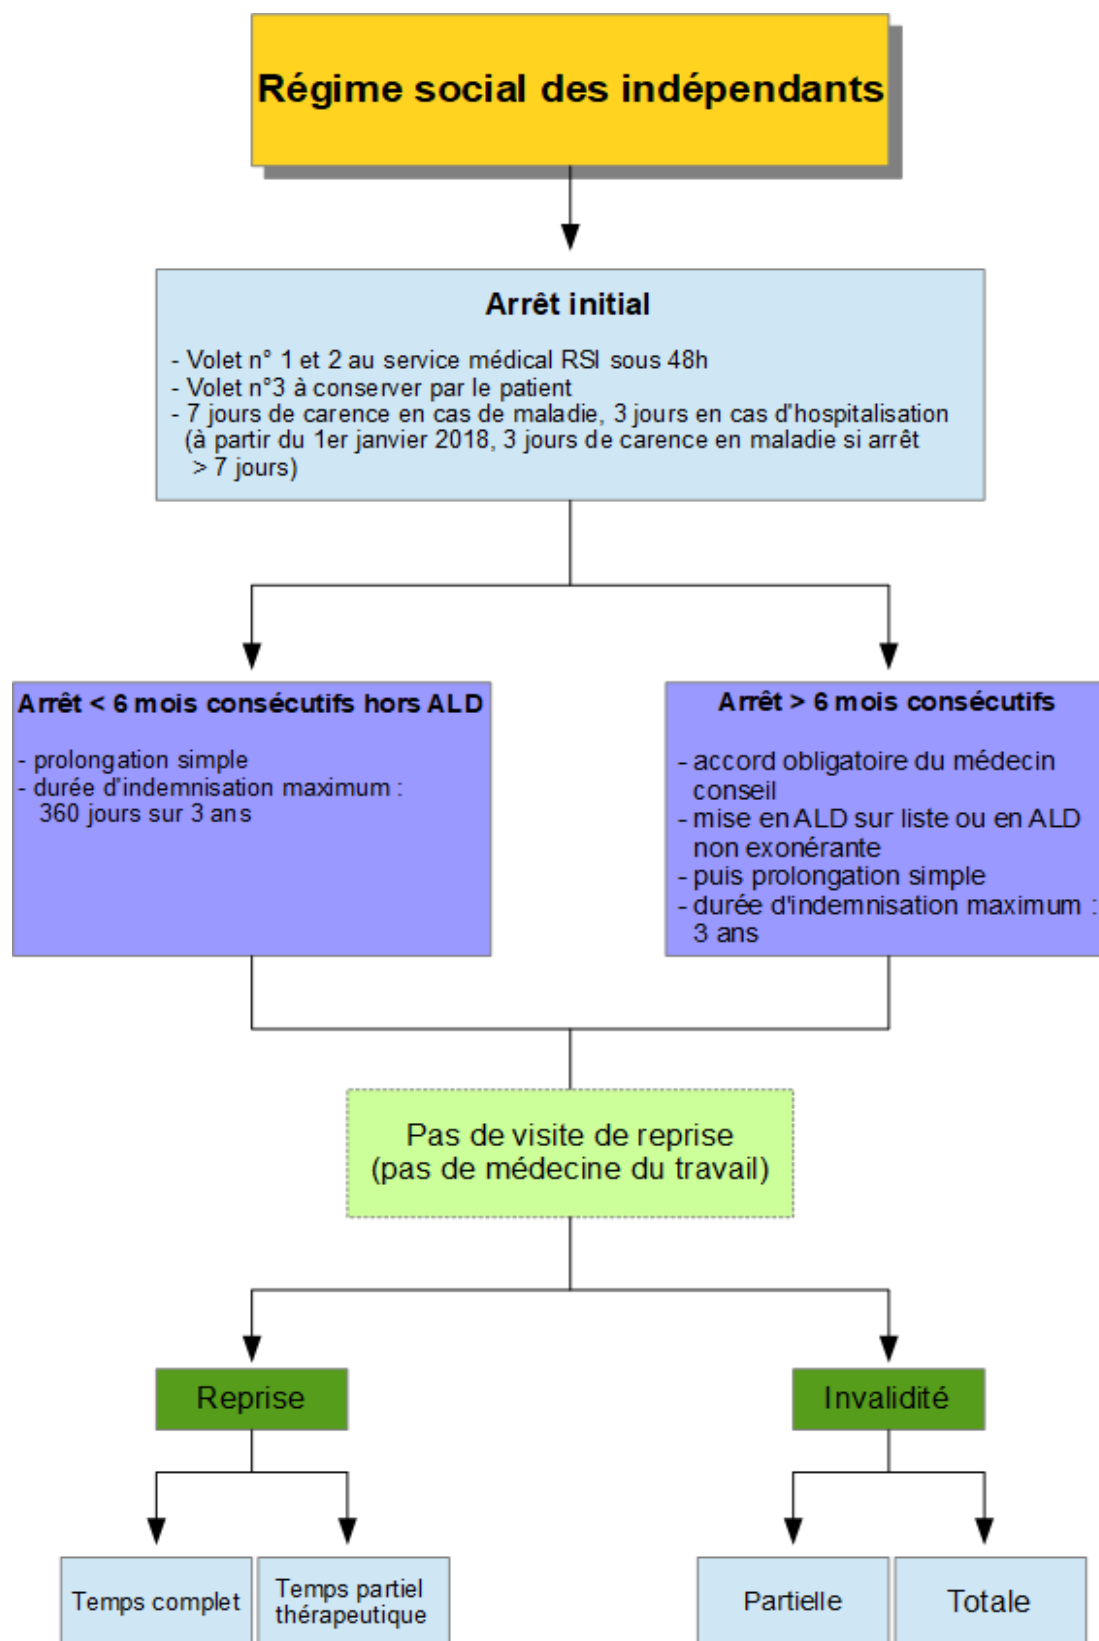 Régime social des indépendants
Arrêt initial
- Volet n° 1 et 2 au service médical RSI sous 48h
- Volet n°3 à conserver par le patient
- 7 jours de carence en cas de maladie, 3 jours en cas d'hospitalisation
(à partir du 1er janvier 2018, 3 jours de carence en maladie si arrêt
> 7 jours)
Arrêt < 6 mois consécutifs hors ALD
- prolongation simple
- durée d'indemnisation maximum :
360 jours sur 3 ans
Arrêt > 6 mois consécutifs
- accord obligatoire du médecin
conseil
- mise en ALD sur liste ou en ALD
non exonérante
- puis prolongation simple
- durée d'indemnisation maximum :
3 ans
Pas de visite de reprise
(pas de médecine du travail)
Reprise
Invalidité
Temps complet
Temps partiel
thérapeutique
Partielle
Totale